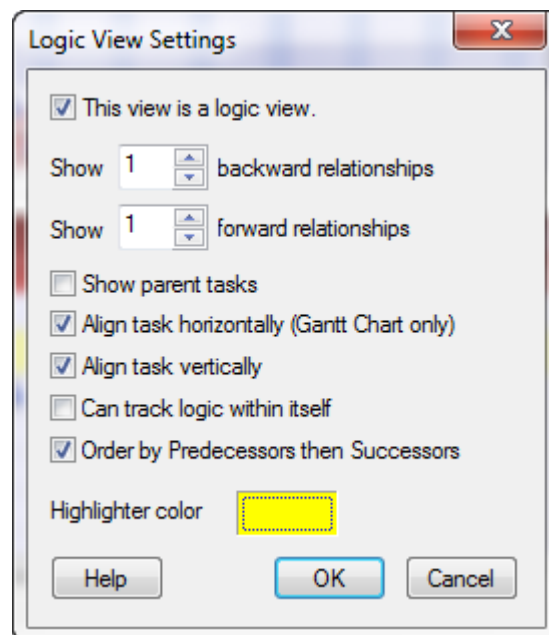 Logic View Settings
This view is a logic view.
Show 1 backward relationships
Show 1 forward relationships
Show parent tasks
Align task horizontally (Gantt Chart only)
Align task vertically
Can track logic within itself
Order by Predecessors then Successors
Highlighter color
Help OK Cancel